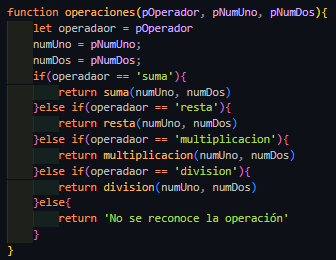 function operaciones(pOperador, pNumUno, pNumDos){
    let operadaor = pOperador
    numUno = pNumUno;
    numDos = pNumDos;
    if(operadaor == 'suma'){
        return suma(numUno, numDos)
    }else if(operadaor == 'resta'){
        return resta(numUno, numDos)
    }else if(operadaor == 'multiplicacion'){
        return multiplicacion(numUno, numDos)
    }else if(operadaor == 'division'){
        return division(numUno, numDos)
    }else{
        return 'No se reconoce la operación'
    }
}